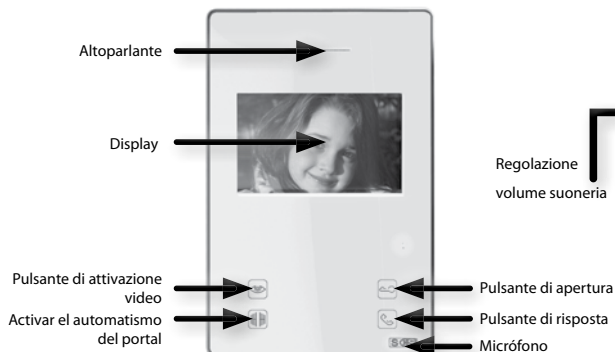 Altoparlante
Display
Regolazione
volume suoneria
Pulsante di attivazione
video
Activar el automatismo
del portal
Pulsante di apertura
Pulsante di risposta
Micrófono